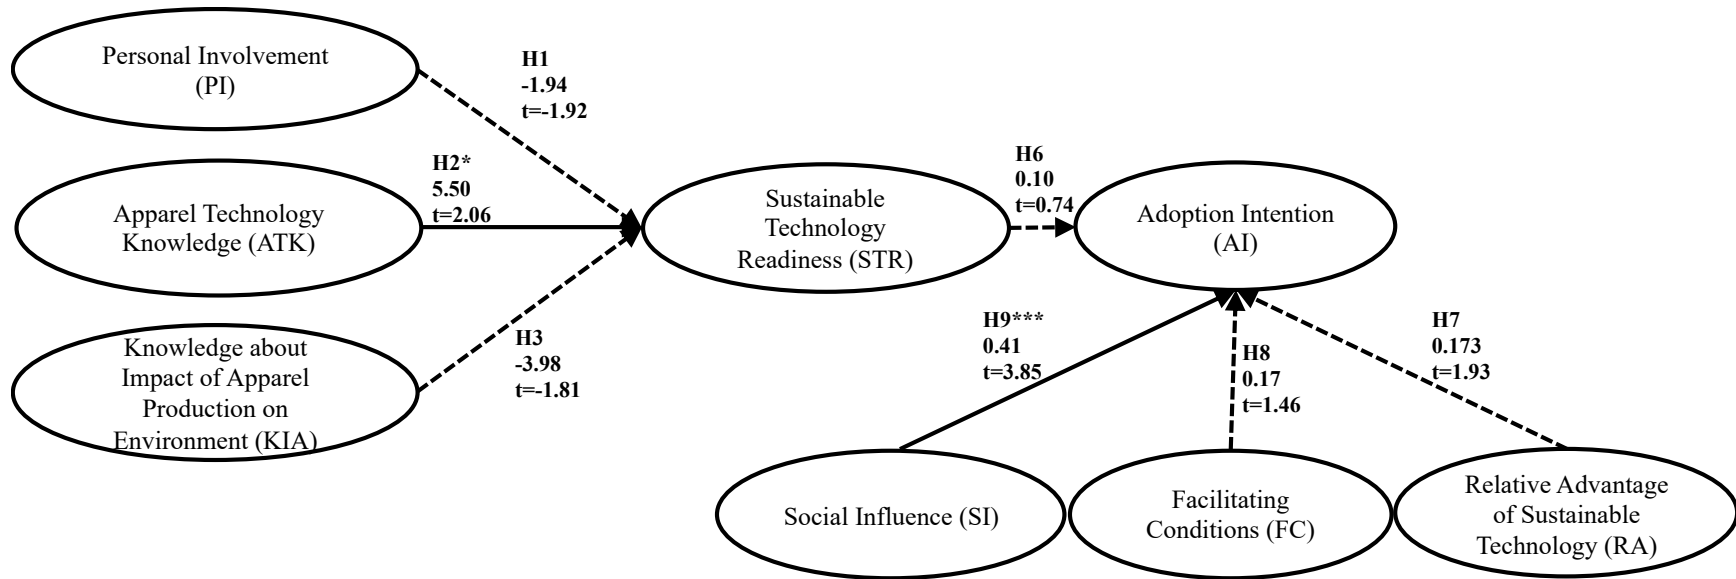 Personal Involvement
(PI)
H1
-1.94
t=-1.92
Apparel Technology
Knowledge (ATK)
H2*
5.50
t=2.06
Knowledge about
Impact of Apparel
Production on
Environment (KIA)
H3
-3.98
t=-1.81
Sustainable
Technology
Readiness (STR)
H6
0.10
t=0.74
Adoption Intention
(AI)
H9***
0.41
t=3.85
H8
0.17
t=1.46
H7
0.173
t=1.93
Social Influence (SI)
Facilitating
Conditions (FC)
Relative Advantage
of Sustainable
Technology (RA)